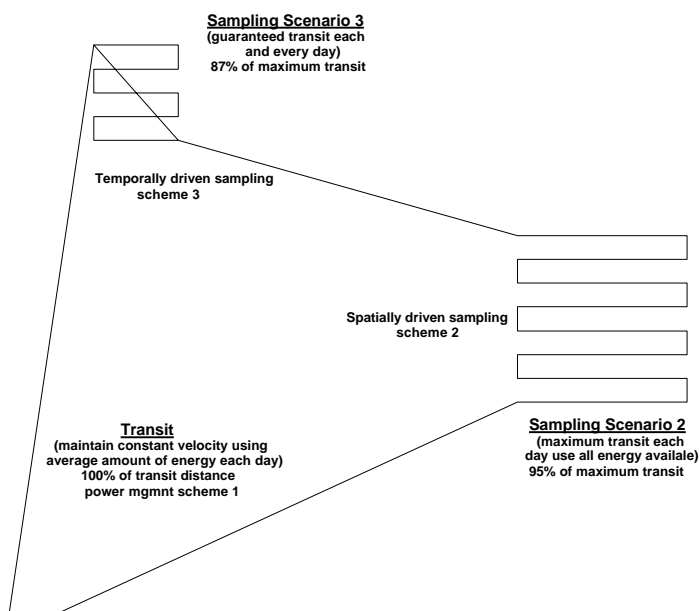 Sampling Scenario 3
(guaranteed transit each
and every day)
87% of maximum transit
Temporally driven sampling
scheme 3
Spatially driven sampling
scheme 2
Transit
(maintain constant velocity using
average amount of energy each day)
100% of transit distance
power mgmnt scheme 1
Sampling Scenario 2
(maximum transit each
day use all energy availale)
95% of maximum transit